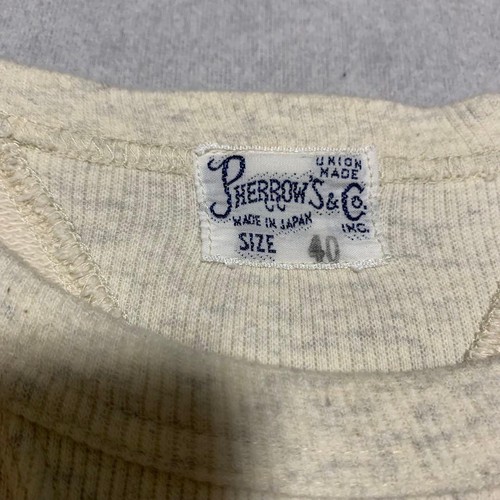 UNION
MADE
PHERROW'S & Co.
INC.
MADE IN JAPAN
SIZE 40